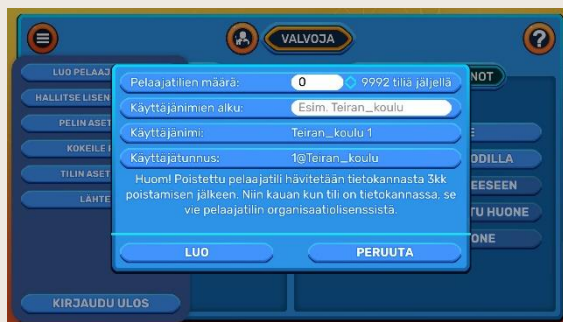 VALVOJA
LUO PELAAJ
HALLITSE LISEN
PELIN ASET
KOKEILE
TILIN ASET
LÄHTE
KIRJAUDU ULOS
Pelaajatilien määrä: 0 9992 tiliä jäljellä
Käyttäjänimien alku: Esim. Teiran_koulu
Käyttäjänimi: Teiran_koulu 1
Käyttäjatunnus: 1@Teiran_koulu
Huom! Poistettu pelaajatili hävitetään tietokannasta 3kk
poistamisen jälkeen. Niin kauan kun tili on tietokannassa, se
vie pelaajatilin organisaatiolisenssistä.
LUO PERUUTA
NOT
E
ODILLA
EESEEN
TU HUONE
ONE